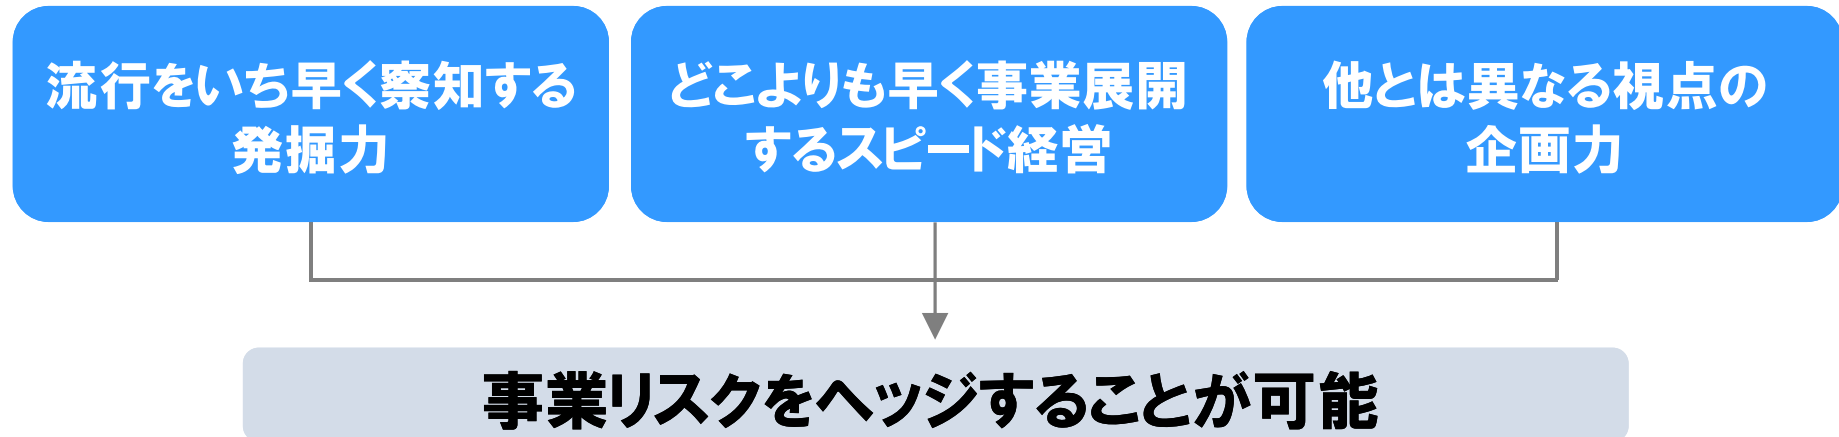 流行をいち早く察知する
発掘力
どこよりも早く事業展開
するスピード経営
他とは異なる視点の
企画力
事業リスクをヘッジすることが可能